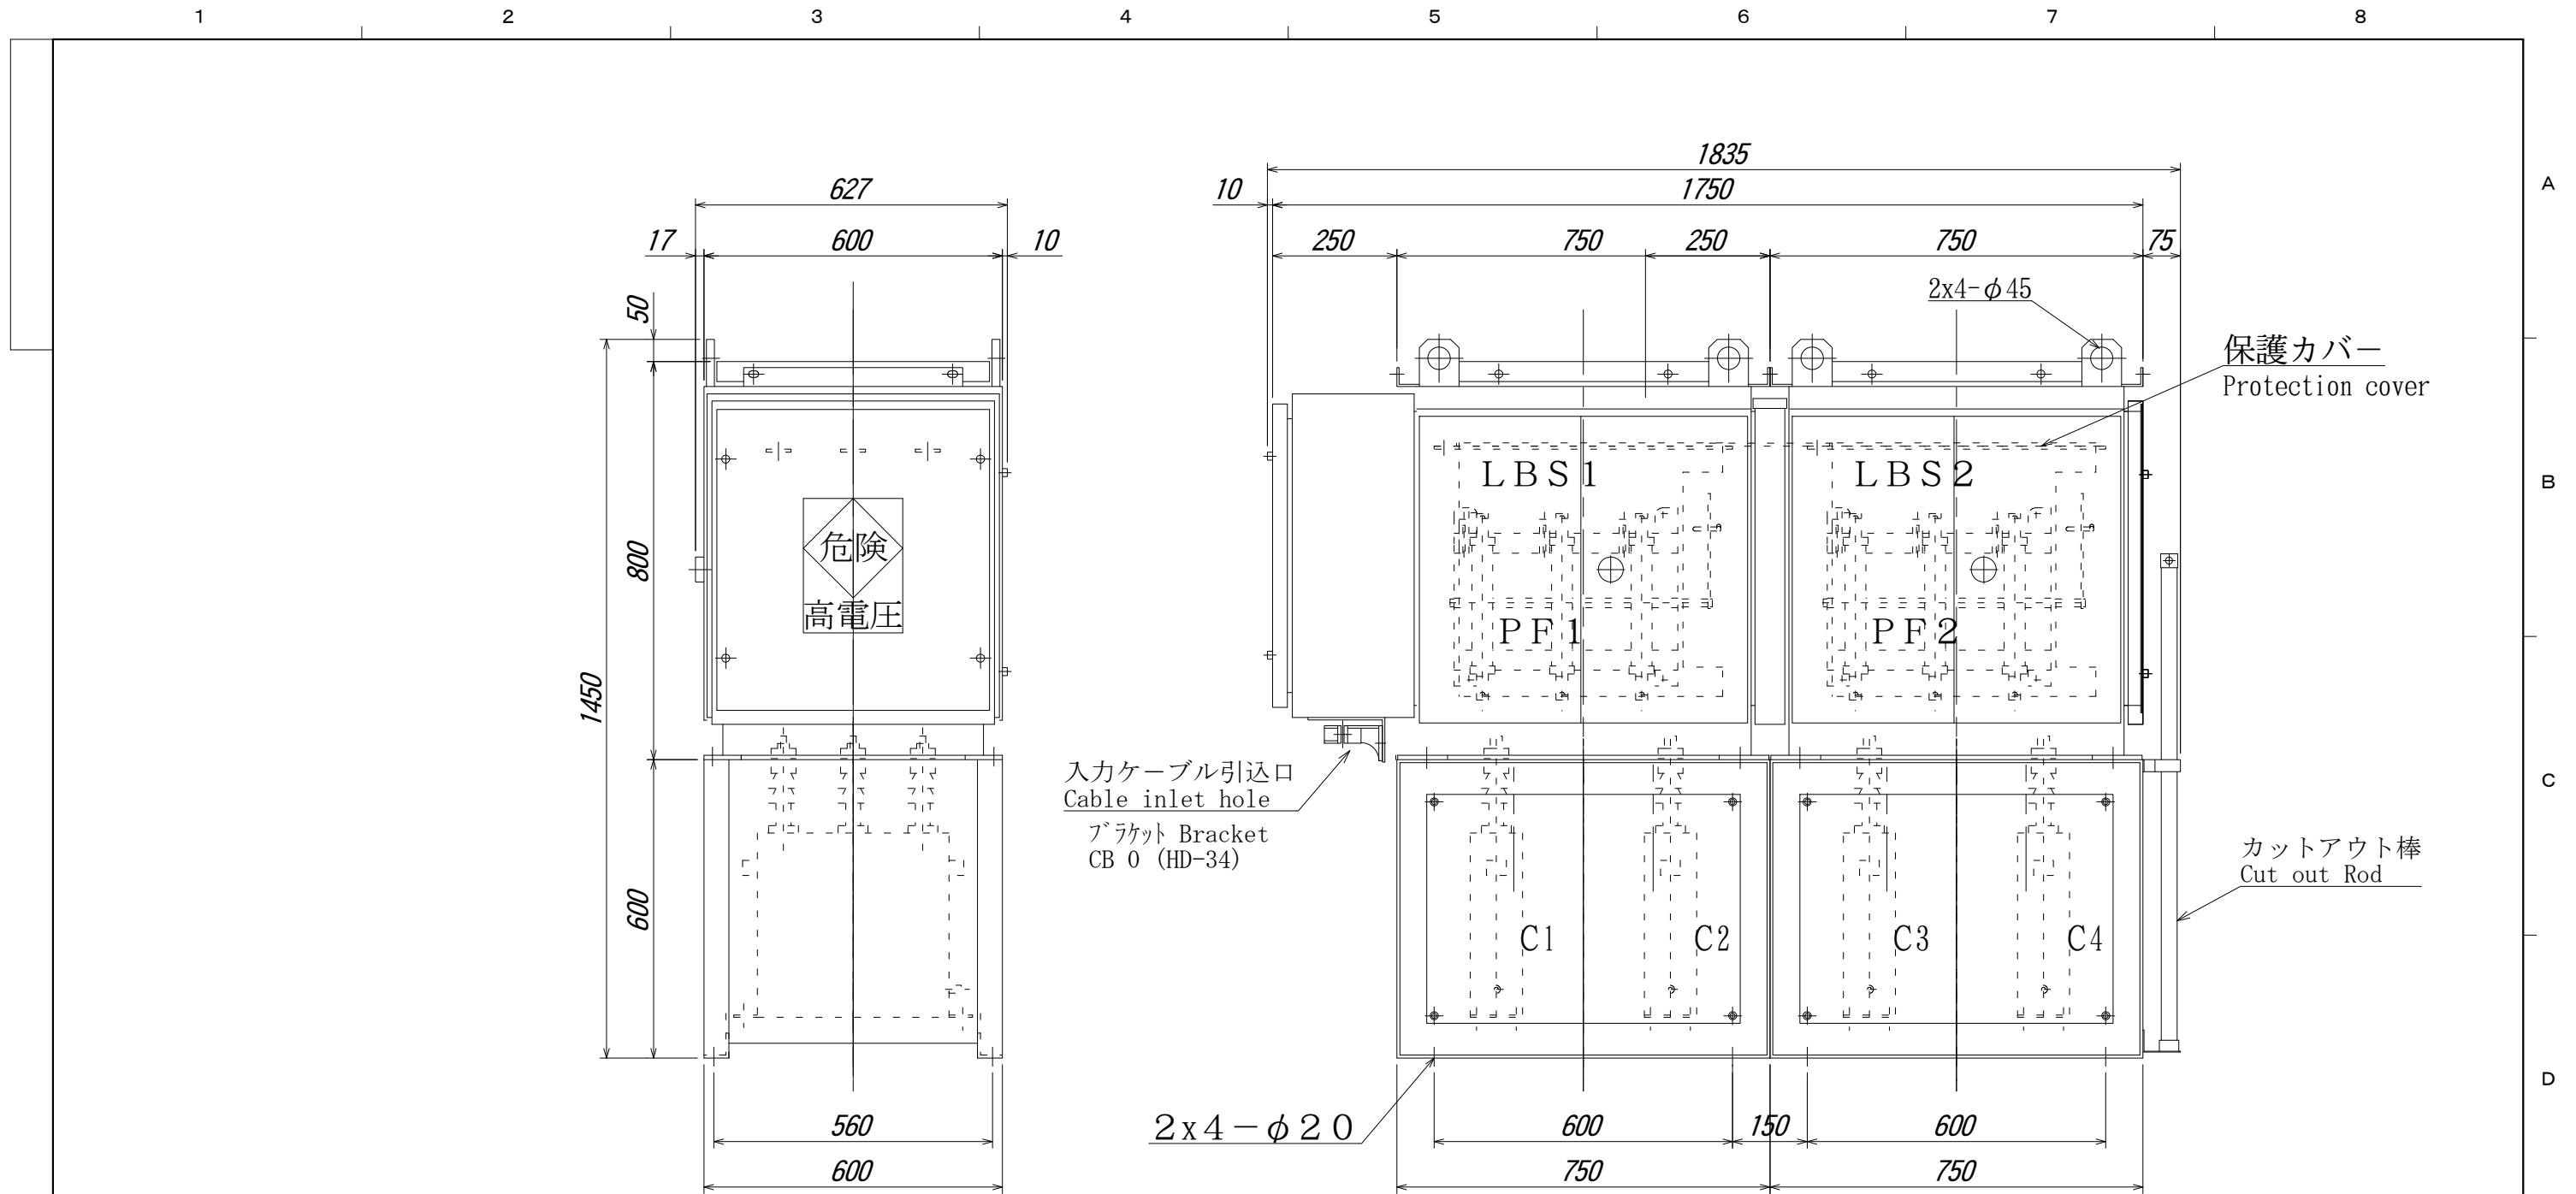 1 2 3 4 5 6 7 8
A
B
C
D
627
17 600 10
50
800
1450
600
危険
高電圧
560
600
1835
10 1750
250 750 250 750 75
2x4-φ45
保護カバー
Protection cover
LBS1 LBS2
PF1 PF2
入力ケーブル引込口
Cable inlet hole
ﾌﾞﾗｹｯﾄ Bracket
CB 0 (HD-34)
カットアウト棒
Cut out Rod
C1 C2 C3 C4
2x4-φ20
600 150 600
750 750